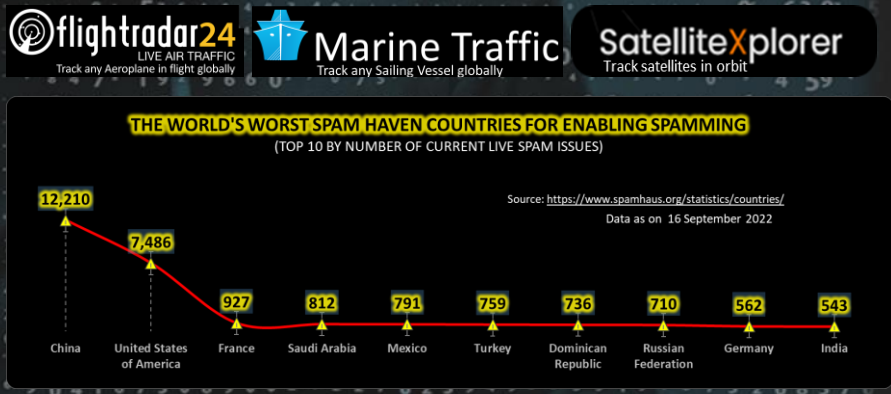 flightradar24
LIVE AIR TRAFFIC
Track any Aeroplane in flight globally
Marine Traffic
Track any Sailing Vessel globally
SatelliteXplorer
Track satellites in orbit
THE WORLD'S WORST SPAM HAVEN COUNTRIES FOR ENABLING SPAMMING
(TOP 10 BY NUMBER OF CURRENT LIVE SPAM ISSUES)
Source: https://www.spamhaus.org/statistics/countries/
Data as on 16 September 2022
12,210
7,486
927
812
791
759
736
710
562
543
China
United States
of America
France
Saudi Arabia
Mexico
Turkey
Dominican
Republic
Russian
Federation
Germany
India